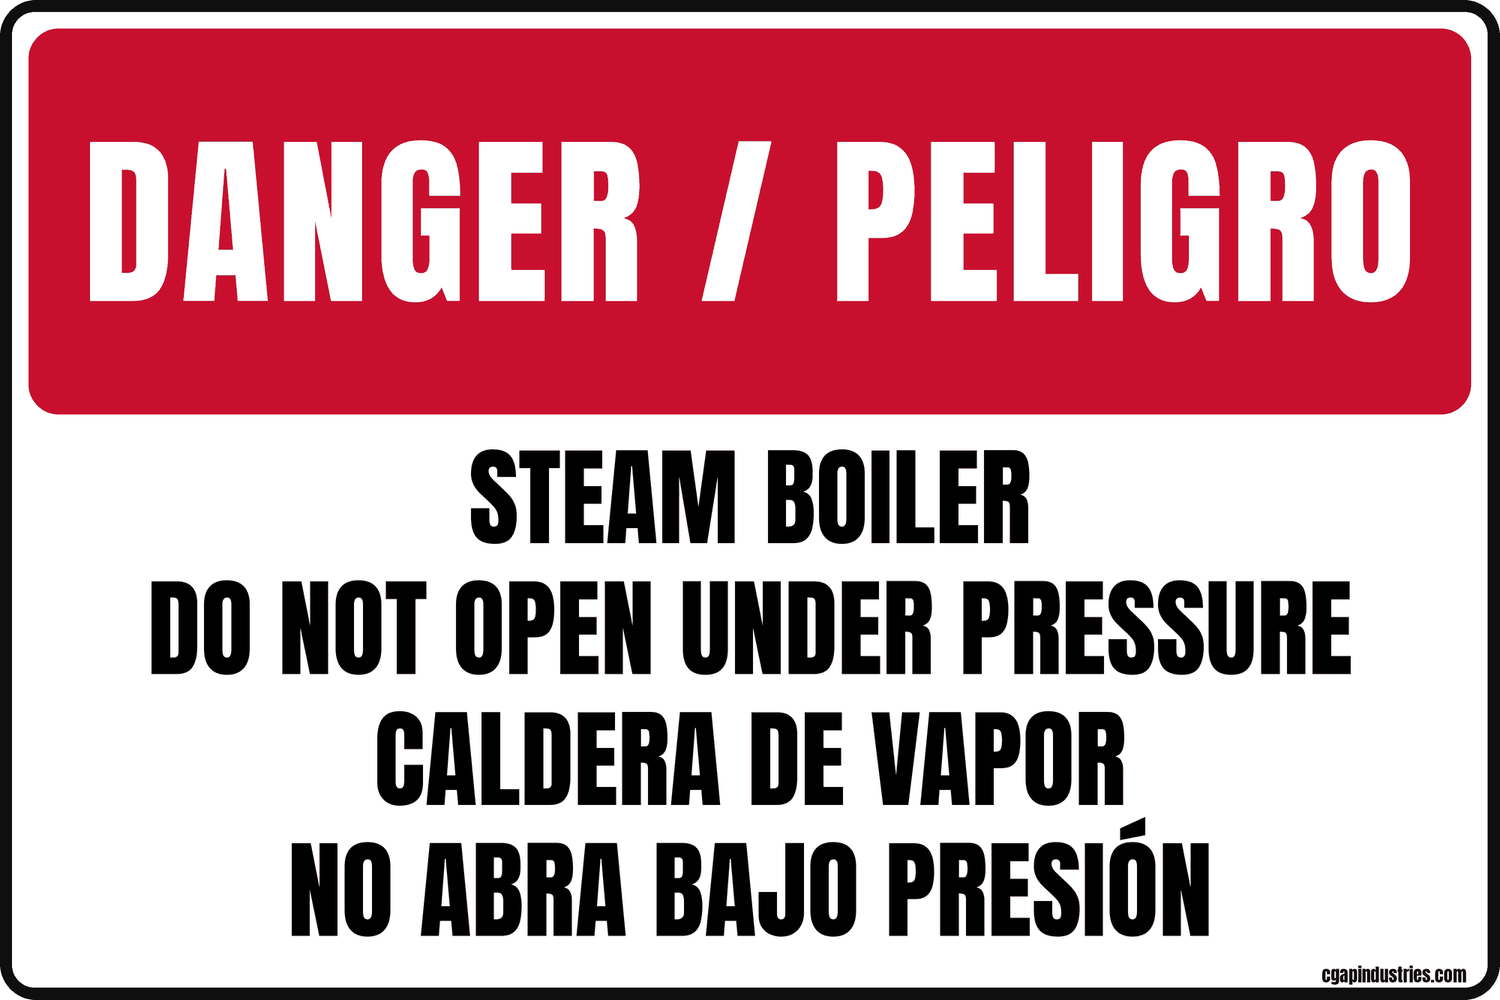 DANGER / PELIGRO
STEAM BOILER
DO NOT OPEN UNDER PRESSURE
CALDERA DE VAPOR
NO ABRA BAJO PRESIÓN
cgapindustries.com